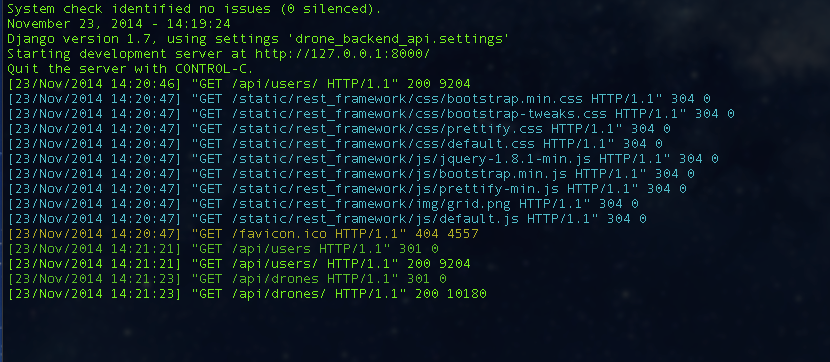 System check identified no issues (0 silenced).
November 23, 2014 - 14:19:24
Django version 1.7, using settings 'drone_backend_api.settings'
Starting development server at http://127.0.0.1:8000/
Quit the server with CONTROL-C.
[23/Nov/2014 14:20:46] "GET /api/users/ HTTP/1.1" 200 9204
[23/Nov/2014 14:20:47] "GET /static/rest_framework/css/bootstrap.min.css HTTP/1.1" 304 0
[23/Nov/2014 14:20:47] "GET /static/rest_framework/css/bootstrap-tweaks.css HTTP/1.1" 304 0
[23/Nov/2014 14:20:47] "GET /static/rest_framework/css/prettify.css HTTP/1.1" 304 0
[23/Nov/2014 14:20:47] "GET /static/rest_framework/css/default.css HTTP/1.1" 304 0
[23/Nov/2014 14:20:47] "GET /static/rest_framework/js/jquery-1.8.1-min.js HTTP/1.1" 304 0
[23/Nov/2014 14:20:47] "GET /static/rest_framework/js/bootstrap.min.js HTTP/1.1" 304 0
[23/Nov/2014 14:20:47] "GET /static/rest_framework/js/prettify-min.js HTTP/1.1" 304 0
[23/Nov/2014 14:20:47] "GET /static/rest_framework/img/grid.png HTTP/1.1" 304 0
[23/Nov/2014 14:20:47] "GET /static/rest_framework/js/default.js HTTP/1.1" 304 0
[23/Nov/2014 14:20:47] "GET /favicon.ico HTTP/1.1" 404 4557
[23/Nov/2014 14:21:21] "GET /api/users HTTP/1.1" 301 0
[23/Nov/2014 14:21:21] "GET /api/users/ HTTP/1.1" 200 9204
[23/Nov/2014 14:21:23] "GET /api/drones HTTP/1.1" 301 0
[23/Nov/2014 14:21:23] "GET /api/drones/ HTTP/1.1" 200 10180